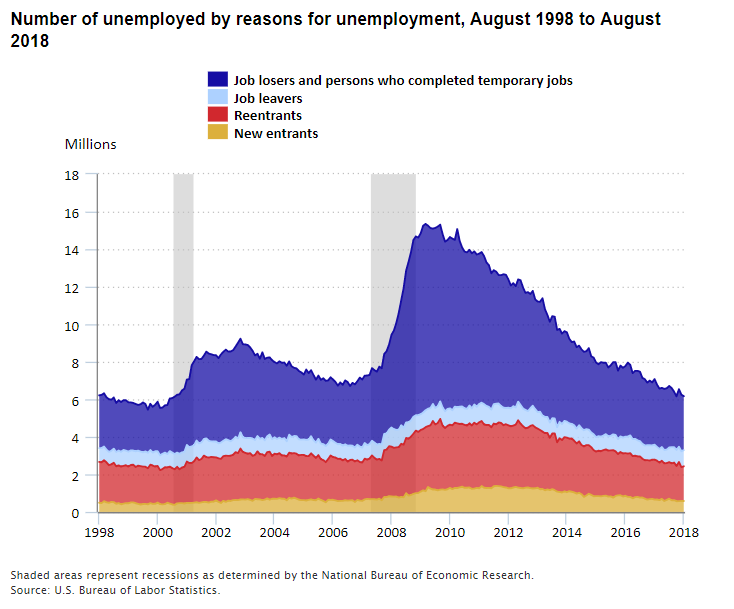 Number of unemployed by reasons for unemployment, August 1998 to August
2018
Job losers and persons who completed temporary jobs
Job leavers
Reentrants
New entrants
Millions
18
16
14
12
10
8
6
4
2
0
1998 2000 2002 2004 2006 2008 2010 2012 2014 2016 2018
Shaded areas represent recessions as determined by the National Bureau of Economic Research.
Source: U.S. Bureau of Labor Statistics.